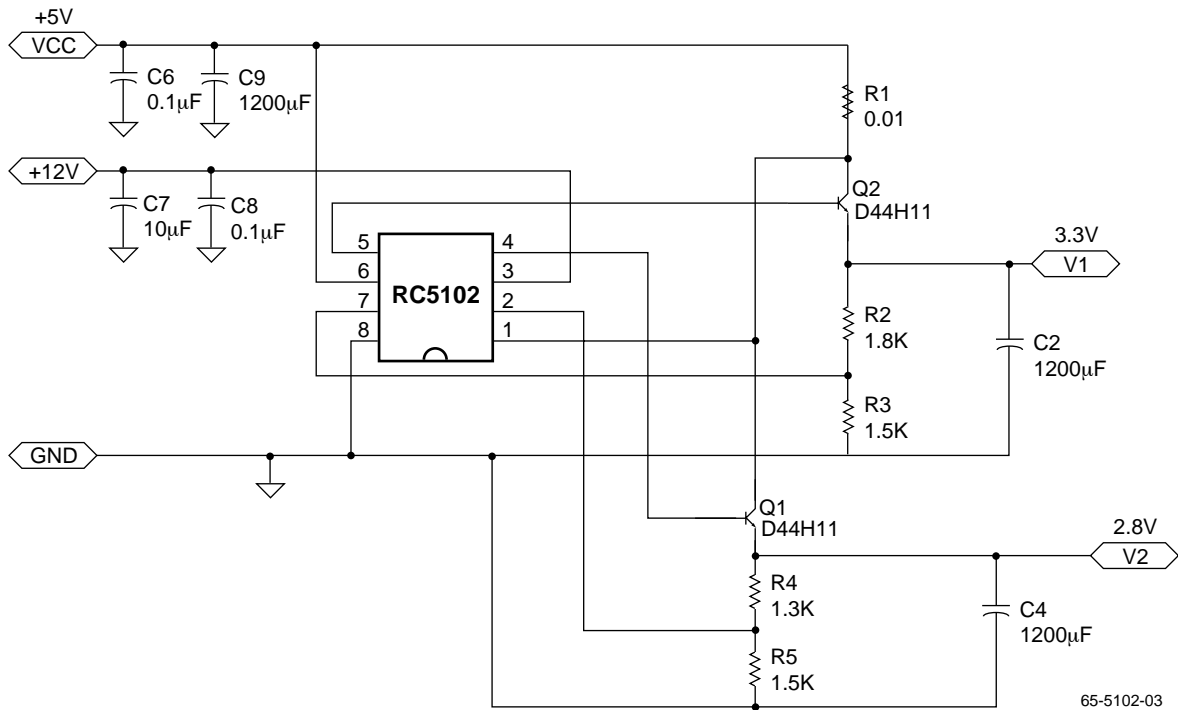 +5V
VCC
C6
0.1μF
C9
1200μF
R1
0.01
+12V
C7
10μF
C8
0.1μF
Q2
D44H11
5
6
7
8
RC5102
4
3
2
1
3.3V
V1
R2
1.8K
C2
1200μF
R3
1.5K
GND
Q1
D44H11
2.8V
V2
R4
1.3K
C4
1200μF
R5
1.5K
65-5102-03